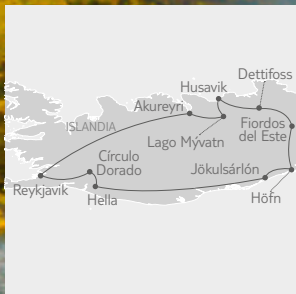 Dettifoss
Husavik
Akureyri
ISLANDIA
Fiordos
del Este
Lago Mývatn
Círculo
Dorado
Jökulsárlón
Reykjavik
Hella
Höfn